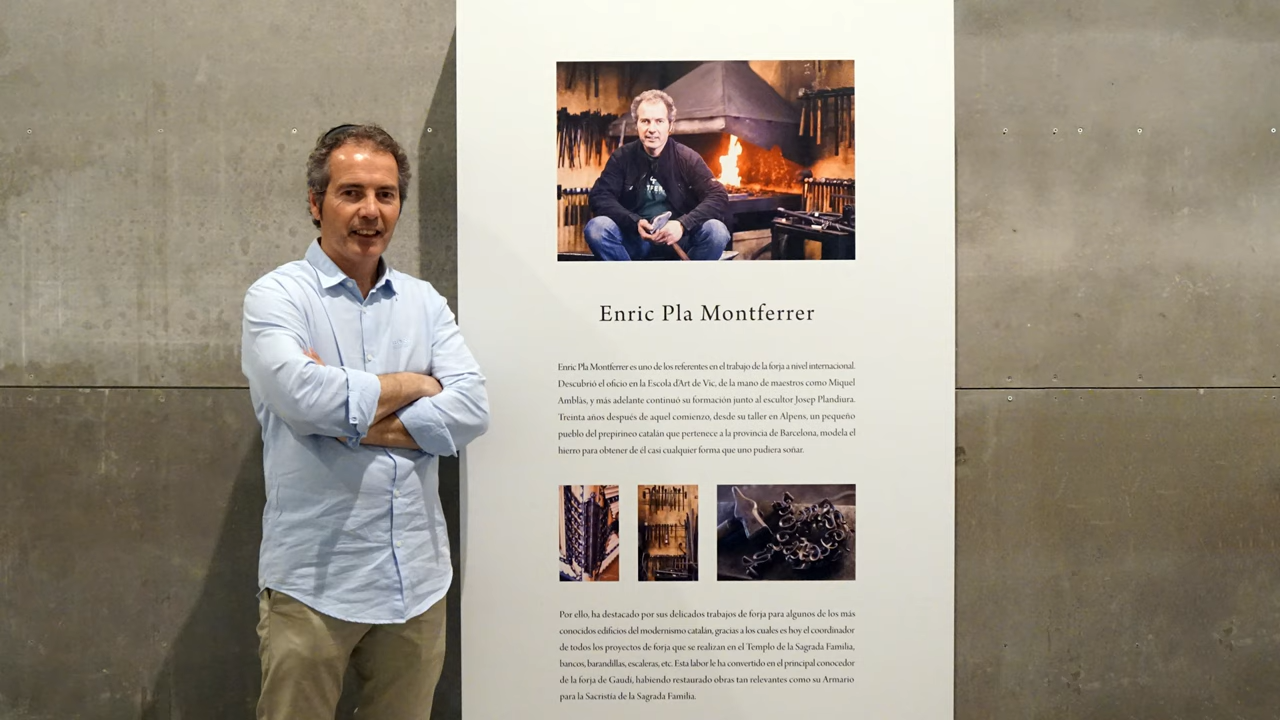 Enric Pla Montferrer
Enric Pla Montferrer es uno de los referentes en el trabajo de la forja a nivel internacional.
Descubrió el oficio en la Escola d'Art de Vic, de la mano de maestros como Miquel
Amblàs, y más adelante continuó su formación junto al escultor Josep Plandiura.
Treinta años después de aquel comienzo, desde su taller en Alpens, un pequeño
pueblo del prepirineo catalán que pertenece a la provincia de Barcelona, modela el
hierro para obtener de él casi cualquier forma que uno pudiera soñar.
Por ello, ha destacado por sus delicados trabajos de forja para algunos de los más
conocidos edificios del modernismo catalán, gracias a los cuales es hoy el coordinador
de todos los proyectos de forja que se realizan en el Templo de la Sagrada Familia,
bancos, barandillas, escaleras, etc. Esta labor le ha convertido en el principal conocedor
de la forja de Gaudí, habiendo restaurado obras tan relevantes como su Armario
para la Sacristía de la Sagrada Familia.